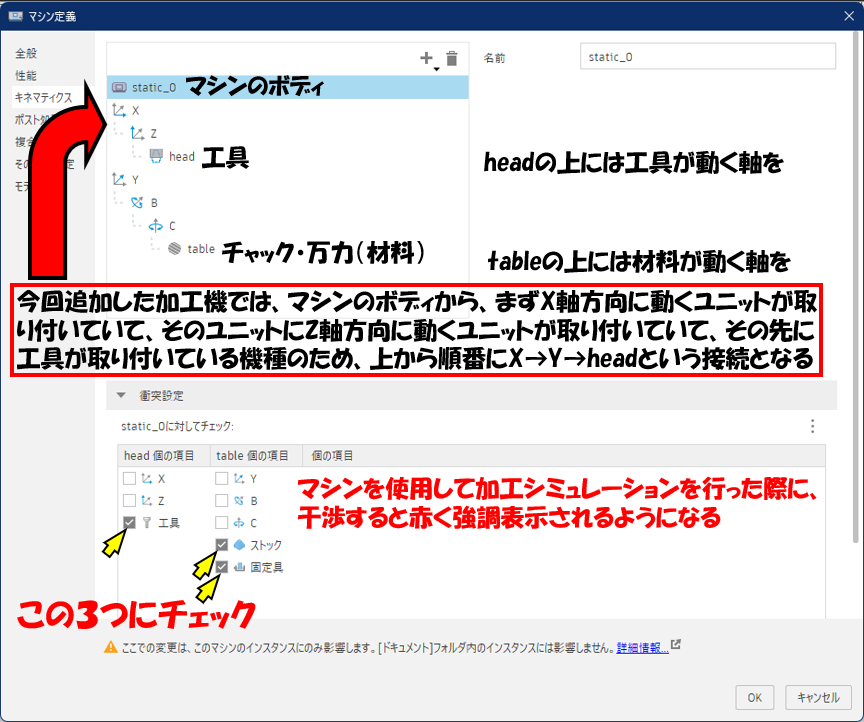 マシン定義
全般
性能
キネマティクス
ポスト処
複合
その 定
モデ
static_0 マシンのボディ
X
Z
head 工具
Y
B
C
table チャック・万力(材料)
名前
static_0
headの上には工具が動く軸を
tableの上には材料が動く軸を
今回追加した加工機では、マシンのボディから、まずX軸方向に動くユニットが取
り付いていて、そのユニットにZ軸方向に動くユニットが取り付いていて、その先に
工具が取り付いている機種のため、上から順番にX→Y→headという接続となる
衝突設定
static_0に対してチェック:
head 個の項目 table 個の項目 個の項目
X Y
Z B
工具 C
ストック
固定具
マシンを使用して加工シミュレーションを行った際に、
干渉すると赤く強調表示されるようになる
この3つにチェック
ここでの変更は、このマシンのインスタンスにのみ影響します。[ドキュメント]フォルダ内のインスタンスには影響しません。詳細情報...
OK キャンセル